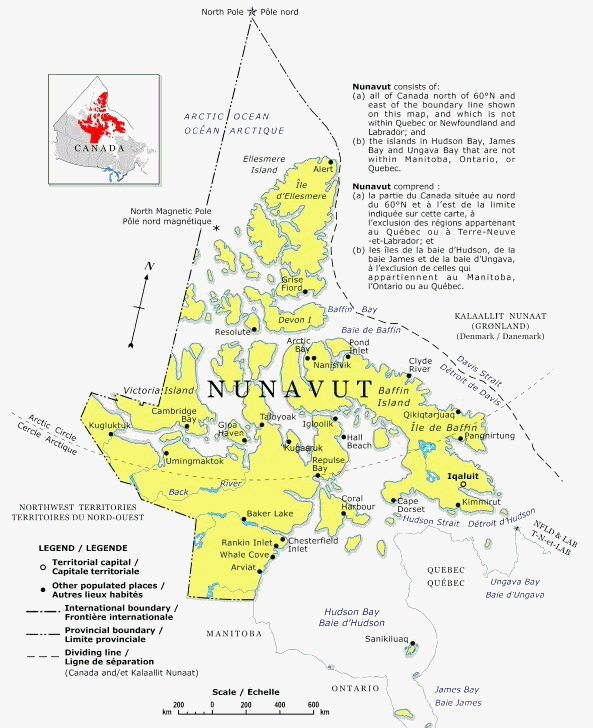 North Pole ☆ Pôle nord
ARCTIC OCEAN
OCÉAN ARCTIQUE
CANADA
Nunavut consists of:
(a) all of Canada north of 60°N and
east of the boundary line shown
on this map, and which is not
within Quebec or Newfoundland and
Labrador; and
(b) the islands in Hudson Bay, James
Bay and Ungava Bay that are not
within Manitoba, Ontario, or
Quebec.
Nunavut comprend :
(a) la partie du Canada située au nord
du 60°N et à l'est de la limite
indiquée sur cette carte, à
l'exclusion des régions appartenant
au Québec ou à Terre-Neuve
-et-Labrador; et
(b) les îles de la baie d'Hudson, de la
baie James et de la baie d'Ungava,
à l'exclusion de celles qui
appartiennent au Manitoba,
l'Ontario ou au Québec.
Ellesmere
Island
Alert
Île
d'Ellesmere
North Magnetic Pole
Pôle nord magnétique
N
Grise
Fiord
Devon I
Baffin Bay
Baie de Baffin
KALAALLIT NUNAAT
(GRØNLAND)
(Denmark / Danemark)
Resolute
Arctic
Bay
Nanisivik
Pond
Inlet
Clyde
River
Davis Strait
Détroit de Davis
Victoria Island
NUNAVUT
Baffin
Island
Île de Baffin
Cambridge
Bay
Kugluktuk
Umingmaktok
Gjoa
Haven
Taloyoak
Kugaaruk
Igloolik
Hall
Beach
Repulse
Bay
Qikiqtarjuaq
Pangnirtung
Iqaluit
Kimmirut
Cape
Dorset
Coral
Harbour
Arctic Circle
Cercle Arctique
Back River
NORTHWEST TERRITORIES
TERRITOIRES DU NORD-OUEST
Baker Lake
Rankin Inlet
Chesterfield
Inlet
Whale Cove
Arviat
Hudson Strait
Détroit d'Hudson
NFLD & LAB
T-N-et-LAB
QUEBEC
QUÉBEC
Ungava Bay
Baie d'Ungava
Hudson Bay
Baie d'Hudson
Sanikiluaq
MANITOBA
ONTARIO
James Bay
Baie James
LEGEND / LEGENDE
Territorial capital /
Capitale territoriale
Other populated places /
Autres lieux habités
International boundary /
Frontière internationale
Provincial boundary /
Limite provinciale
Dividing line /
Ligne de séparation
(Canada and/et Kalaallit Nunaat)
Scale / Echelle
200 0 200 400 600
km km